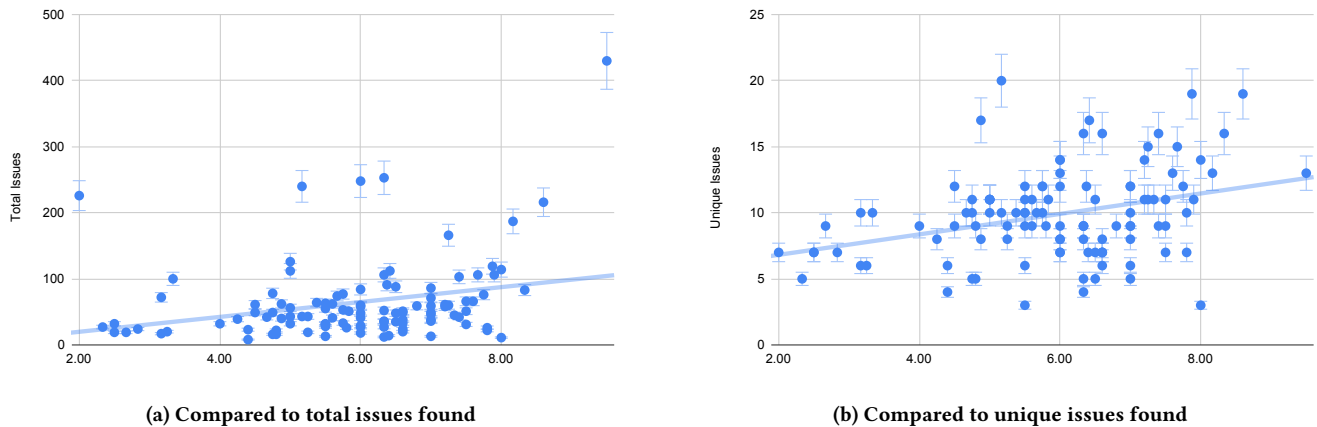 500
400
300
200
100
0
Total Issues
2.00 4.00 6.00 8.00
(a) Compared to total issues found
25
20
15
10
5
0
Unique Issues
2.00 4.00 6.00 8.00
(b) Compared to unique issues found